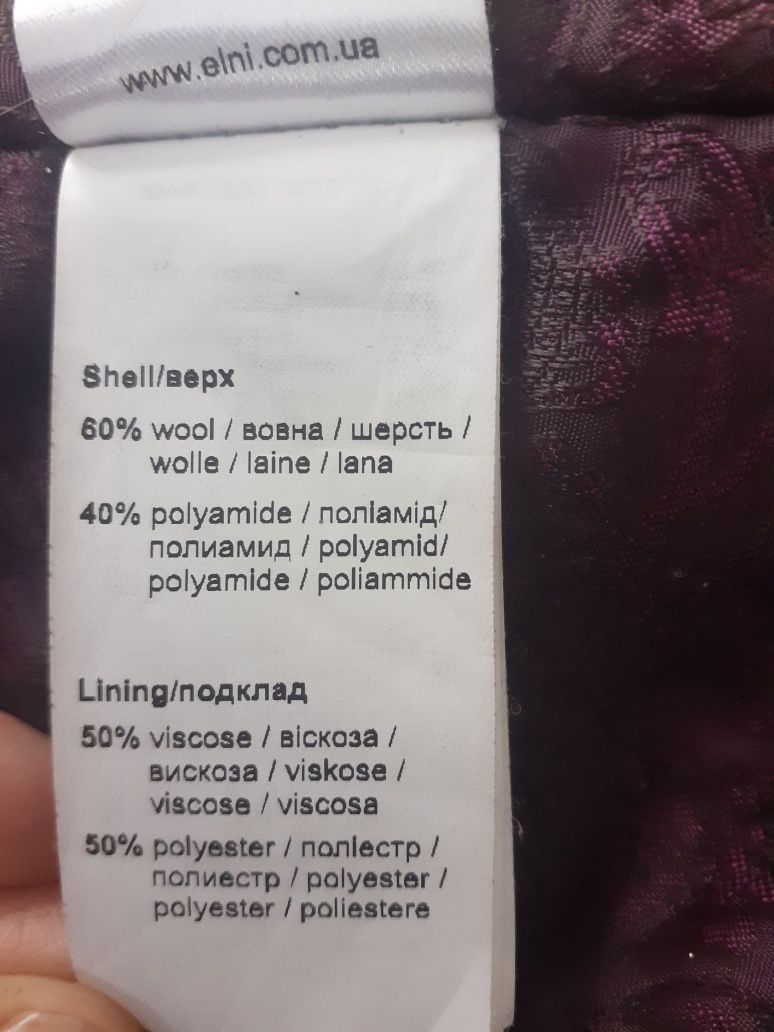 www.elni.com.ua
Shell/верх
60% wool / вовна / шерсть /
wolle / laine / lana
40% polyamide / поліамід/
полиамид / polyamid/
polyamide / poliammide
Lining/подклад
50% viscose / віскоза /
вискоза / viskose /
viscose / viscosa
50% polyester / поліестр /
полиестр / polyester /
polyester / poliestere